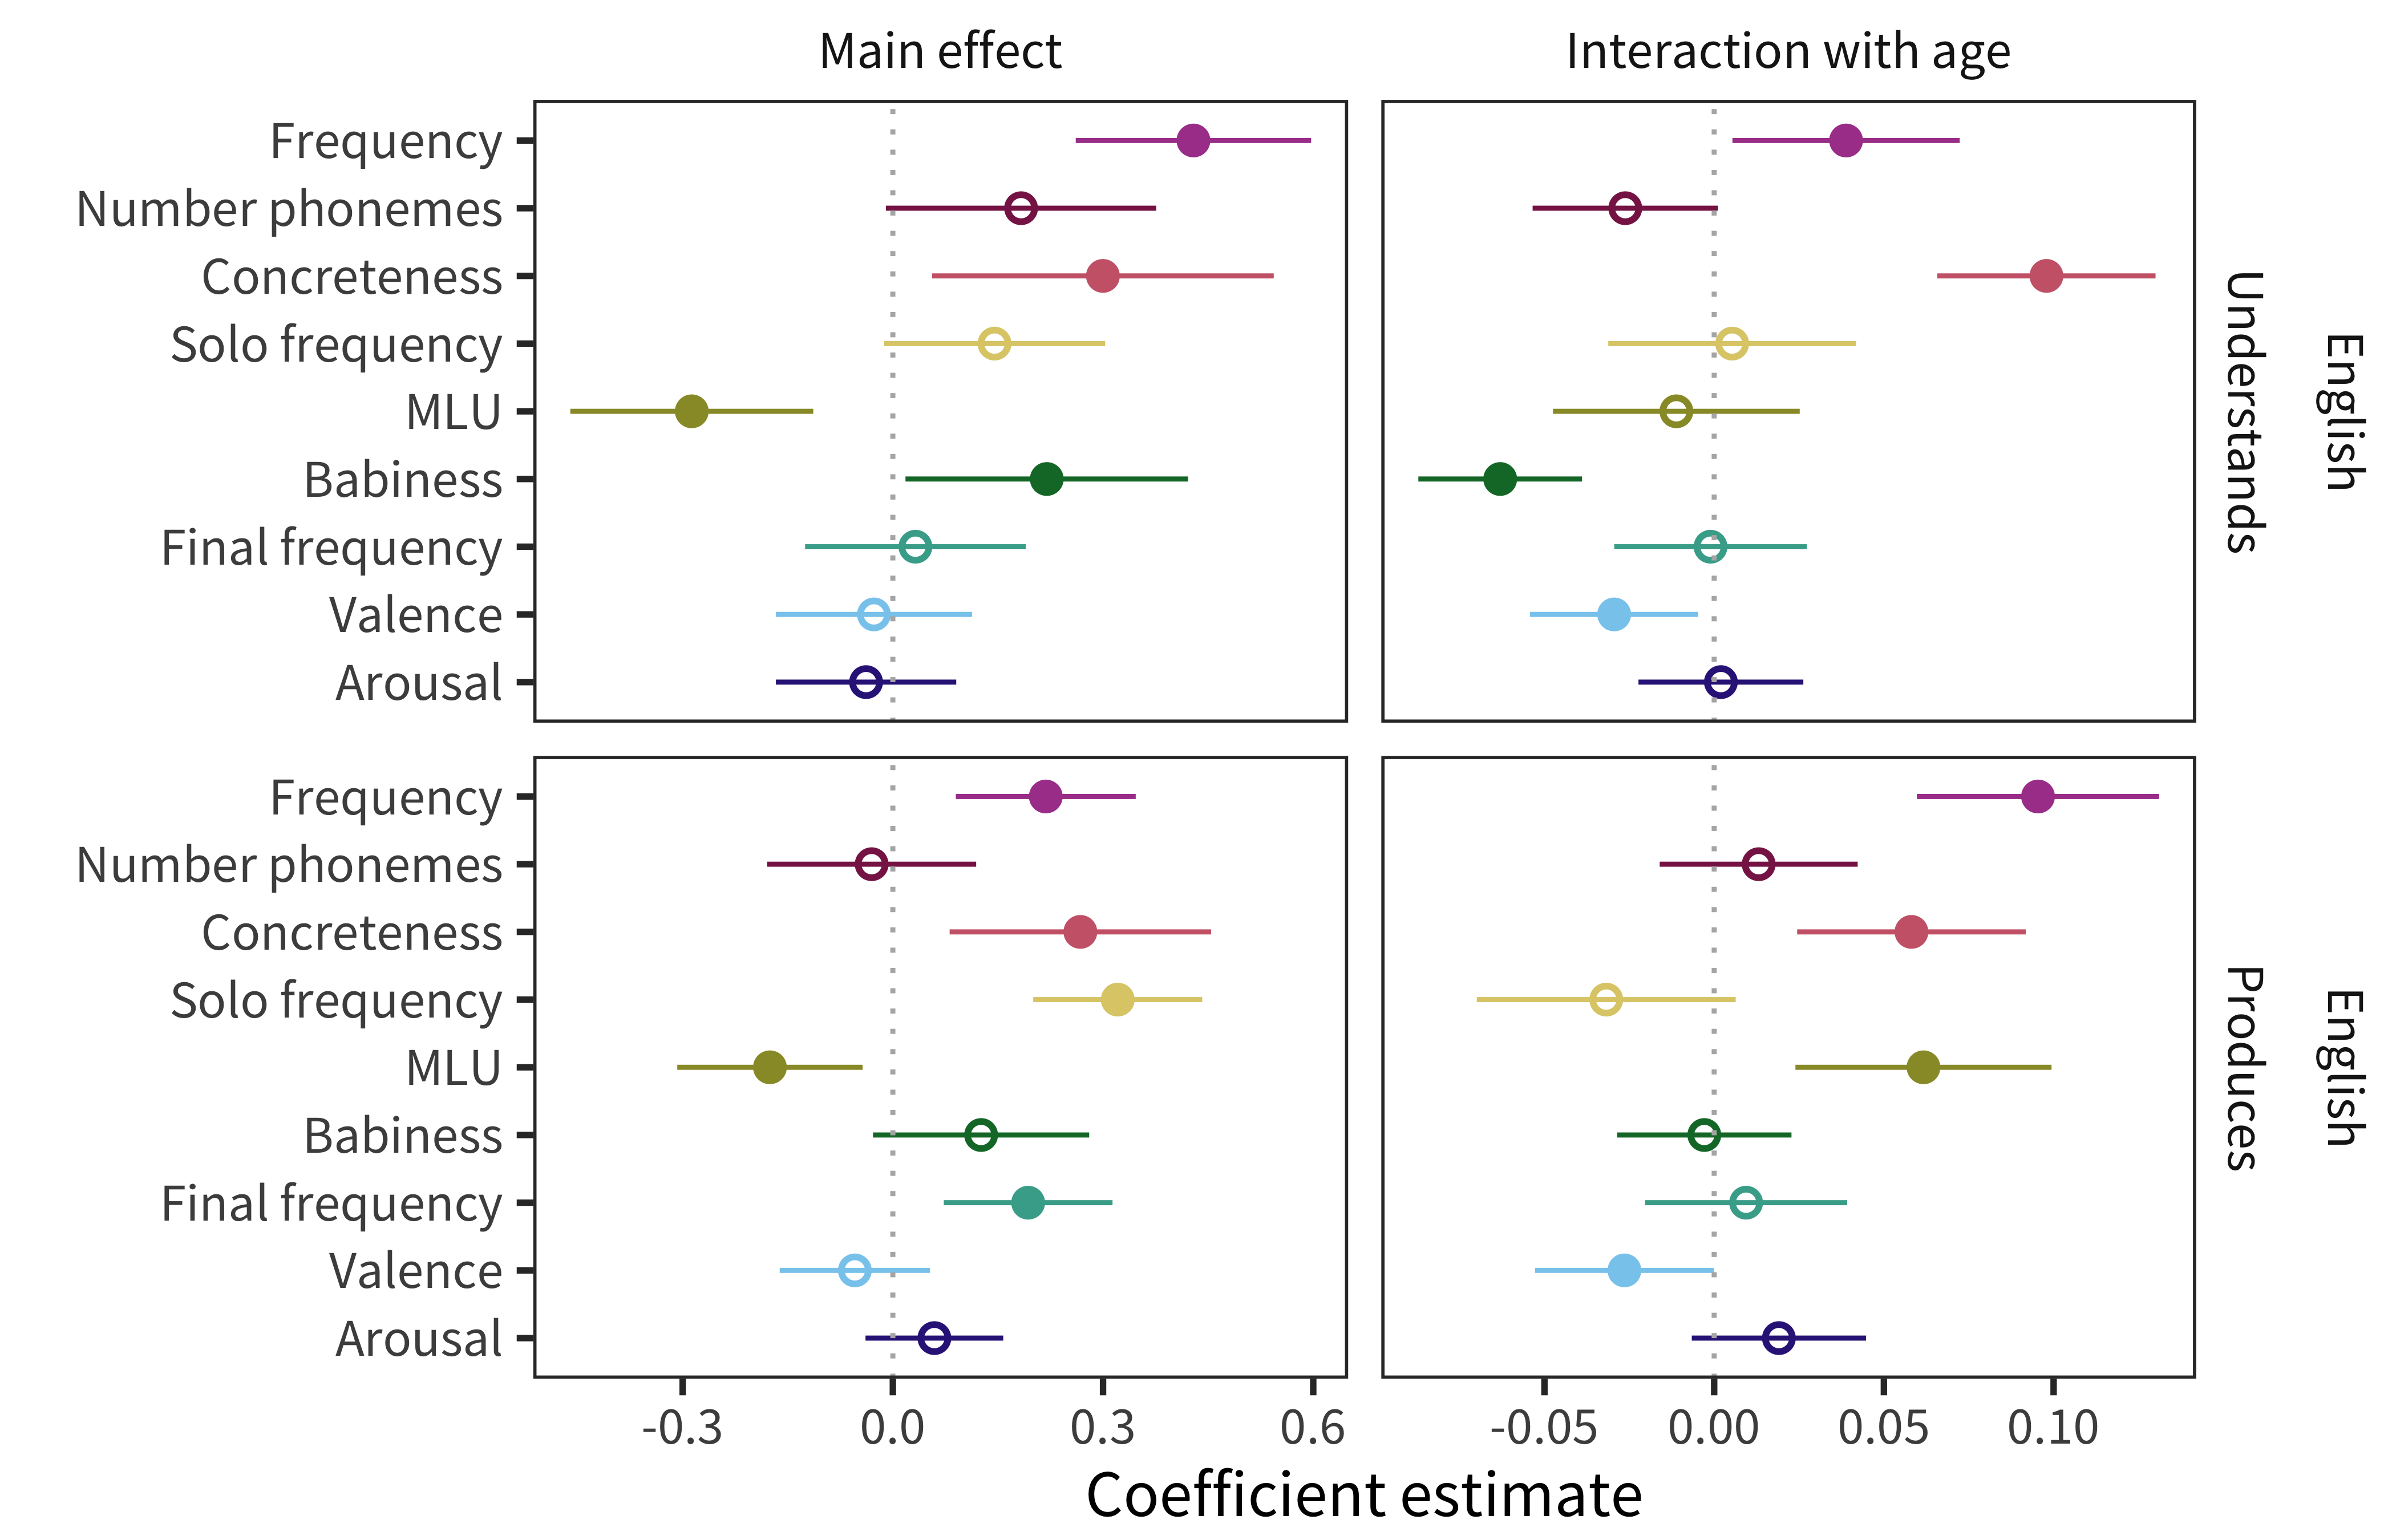 Main effect
Interaction with age
Frequency
Number phonemes
Concreteness
Solo frequency
MLU
Babiness
Final frequency
Valence
Arousal
English
Understands
Frequency
Number phonemes
Concreteness
Solo frequency
MLU
Babiness
Final frequency
Valence
Arousal
English
Produces
-0.3 0.0 0.3 0.6
-0.05 0.00 0.05 0.10
Coefficient estimate